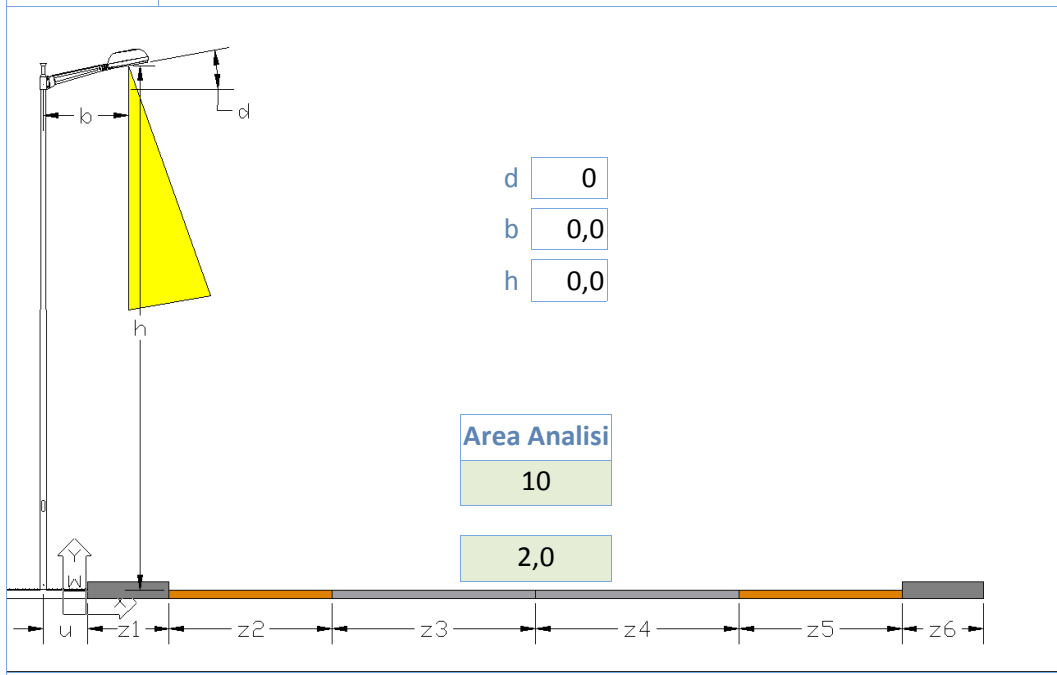 b
d
d 0
b 0,0
h 0,0
h
Area Analisi
10
2,0
Y
W
X
u z1 z2 z3 z4 z5 z6